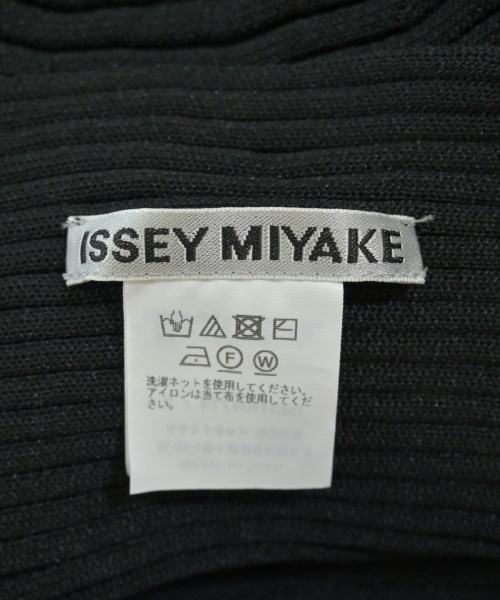 ISSEY MIYAKE
F W
洗濯ネットを使用してください。
アイロンは当て布を使用してください。